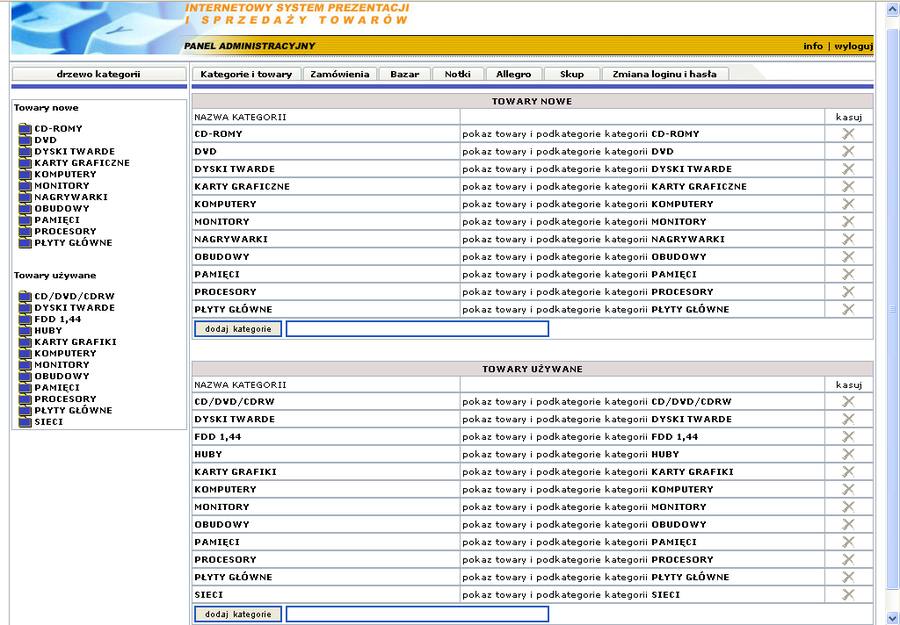 INTERNETOWY SYSTEM PREZENTACJI
I SPRZEDAŻY TOWARÓW
PANEL ADMINISTRACYJNY
info | wyloguj
drzewo kategorii
Kategorie i towary
Zamówienia
Bazar
Notki
Allegro
Skup
Zmiana loginu i hasła
Towary nowe
CD-ROMY
DVD
DYSKI TWARDE
KARTY GRAFICZNE
KOMPUTERY
MONITORY
NAGRYWARKI
OBUDOWY
PAMIĘCI
PROCESORY
PŁYTY GŁÓWNE
Towary używane
CD/DVD/CDRW
DYSKI TWARDE
FDD 1,44
HUBY
KARTY GRAFIKI
KOMPUTERY
MONITORY
OBUDOWY
PAMIĘCI
PROCESORY
PŁYTY GŁÓWNE
SIECI
TOWARY NOWE
NAZWA KATEGORII kasuj
CD-ROMY pokaz towary i podkategorie kategorii CD-ROMY
DVD pokaz towary i podkategorie kategorii DVD
DYSKI TWARDE pokaz towary i podkategorie kategorii DYSKI TWARDE
KARTY GRAFICZNE pokaz towary i podkategorie kategorii KARTY GRAFICZNE
KOMPUTERY pokaz towary i podkategorie kategorii KOMPUTERY
MONITORY pokaz towary i podkategorie kategorii MONITORY
NAGRYWARKI pokaz towary i podkategorie kategorii NAGRYWARKI
OBUDOWY pokaz towary i podkategorie kategorii OBUDOWY
PAMIĘCI pokaz towary i podkategorie kategorii PAMIĘCI
PROCESORY pokaz towary i podkategorie kategorii PROCESORY
PŁYTY GŁÓWNE pokaz towary i podkategorie kategorii PŁYTY GŁÓWNE
dodaj kategorie
TOWARY UŻYWANE
NAZWA KATEGORII kasuj
CD/DVD/CDRW pokaz towary i podkategorie kategorii CD/DVD/CDRW
DYSKI TWARDE pokaz towary i podkategorie kategorii DYSKI TWARDE
FDD 1,44 pokaz towary i podkategorie kategorii FDD 1,44
HUBY pokaz towary i podkategorie kategorii HUBY
KARTY GRAFIKI pokaz towary i podkategorie kategorii KARTY GRAFIKI
KOMPUTERY pokaz towary i podkategorie kategorii KOMPUTERY
MONITORY pokaz towary i podkategorie kategorii MONITORY
OBUDOWY pokaz towary i podkategorie kategorii OBUDOWY
PAMIĘCI pokaz towary i podkategorie kategorii PAMIĘCI
PROCESORY pokaz towary i podkategorie kategorii PROCESORY
PŁYTY GŁÓWNE pokaz towary i podkategorie kategorii PŁYTY GŁÓWNE
SIECI pokaz towary i podkategorie kategorii SIECI
dodaj kategorie